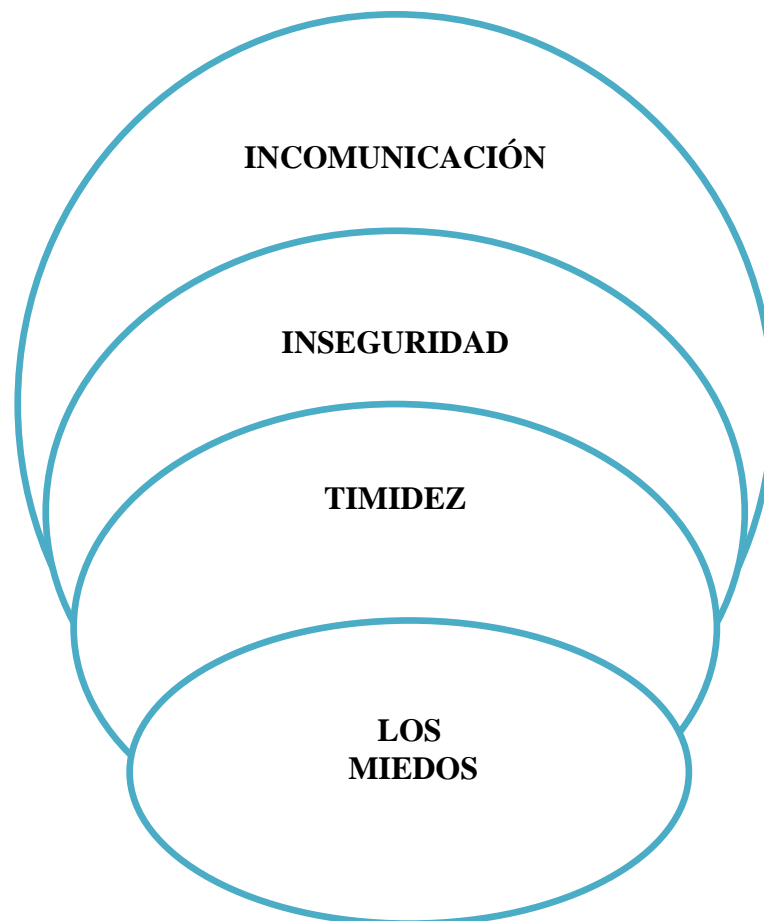 INCOMUNICACIÓN
INSEGURIDAD
TIMIDEZ
LOS
MIEDOS